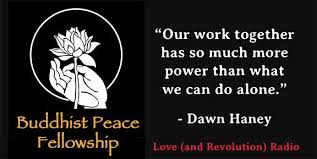 Buddhist Peace
Fellowship
“Our work together
has so much more
power than what
we can do alone.”
- Dawn Haney
Love (and Revolution) Radio